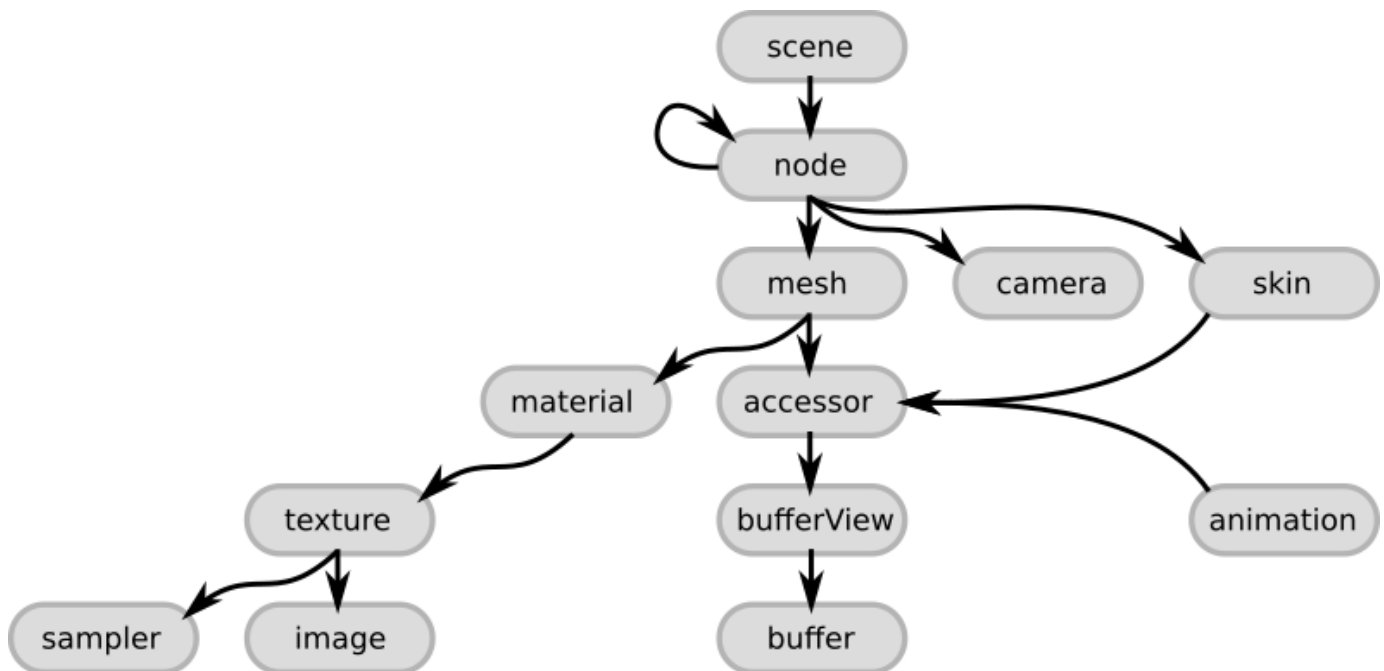 scene
node
mesh
camera
skin
material
accessor
texture
bufferView
animation
sampler
image
buffer